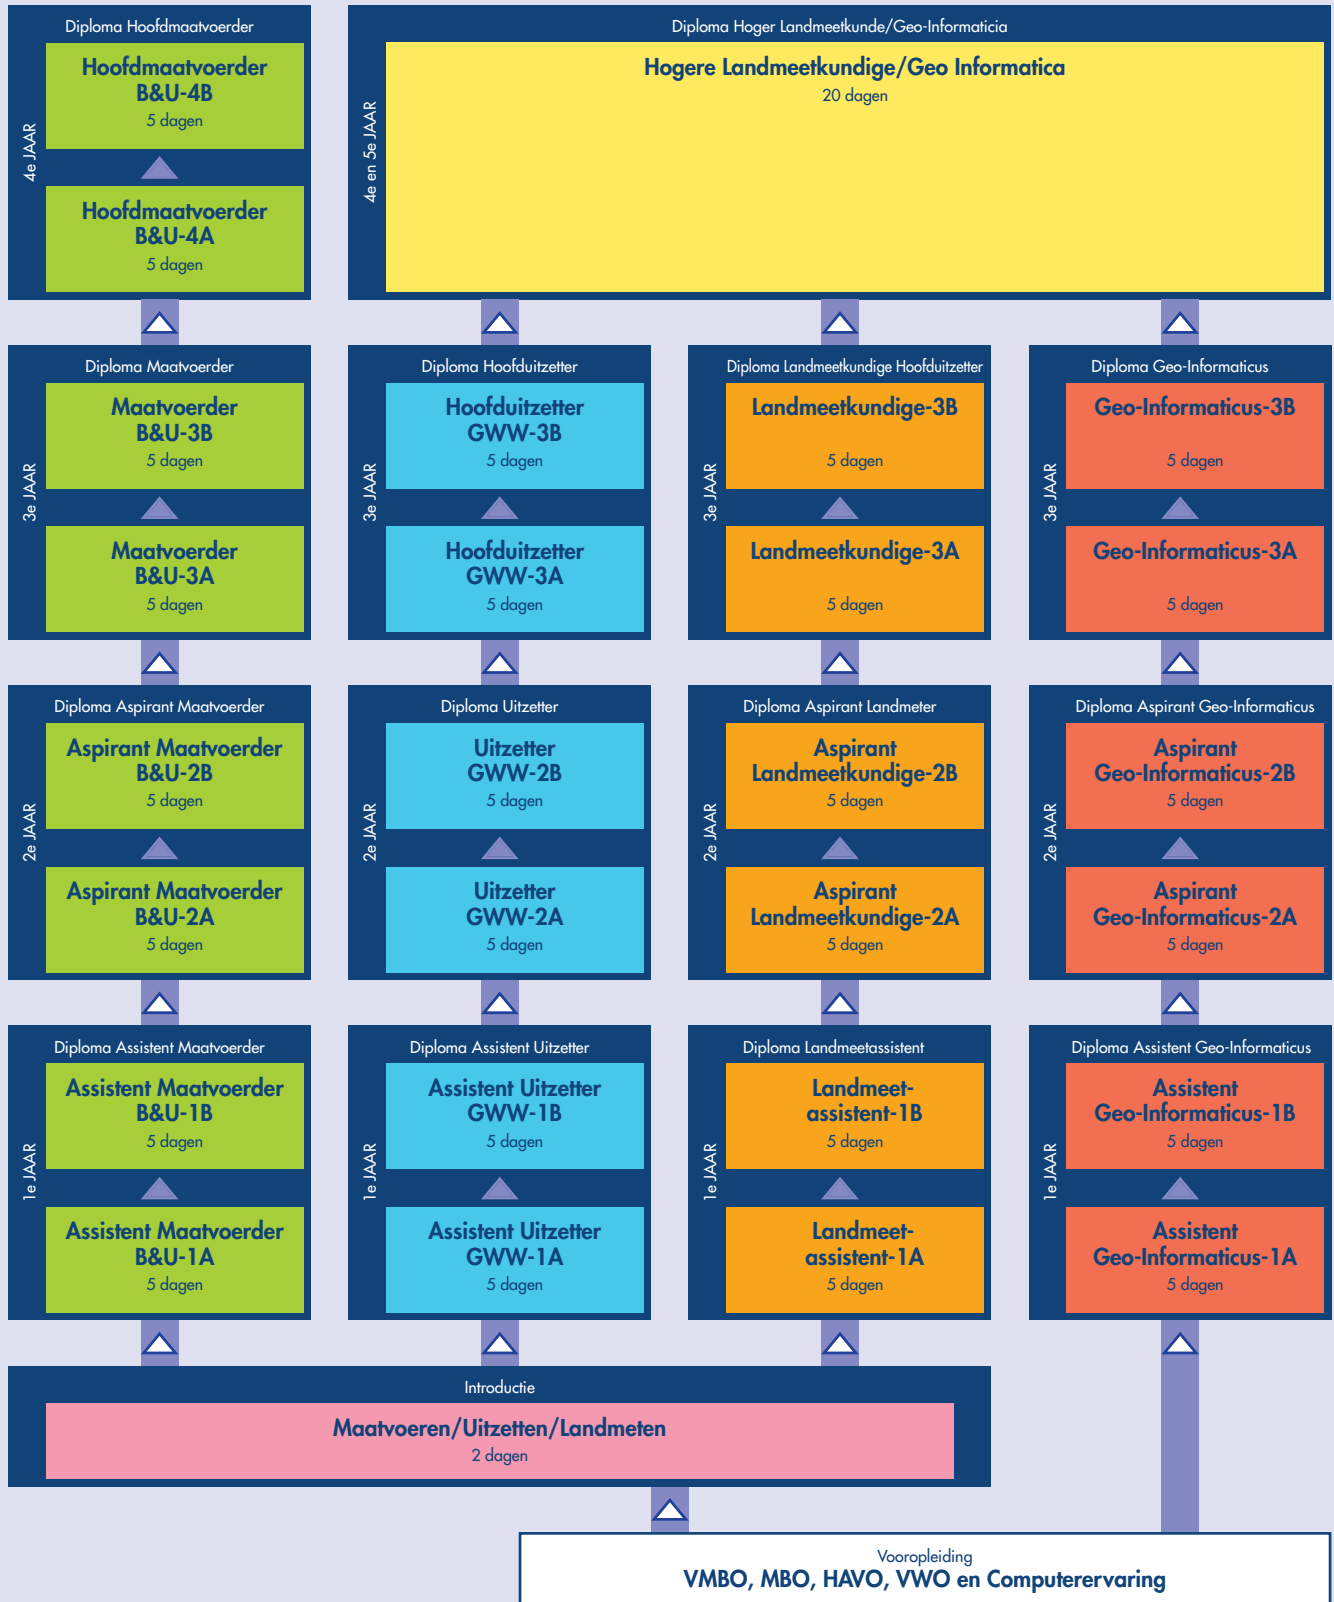 Diploma Hoofdmaatvoerder
Hoofdmaatvoerder
B&U-4B
5 dagen
4e JAAR
Hoofdmaatvoerder
B&U-4A
5 dagen
Diploma Hoger Landmeetkunde/Geo-Informaticia
Hogere Landmeetkundige/Geo Informatica
20 dagen
4e en 5e JAAR
Diploma Maatvoerder
Maatvoerder
B&U-3B
5 dagen
3e JAAR
Maatvoerder
B&U-3A
5 dagen
Diploma Hoofduitzetter
Hoofduitzetter
GWW-3B
5 dagen
3e JAAR
Hoofduitzetter
GWW-3A
5 dagen
Diploma Landmeetkundige Hoofduitzetter
Landmeetkundige-3B
5 dagen
3e JAAR
Landmeetkundige-3A
5 dagen
Diploma Geo-Informaticus
Geo-Informaticus-3B
5 dagen
3e JAAR
Geo-Informaticus-3A
5 dagen
Diploma Aspirant Maatvoerder
Aspirant Maatvoerder
B&U-2B
5 dagen
2e JAAR
Aspirant Maatvoerder
B&U-2A
5 dagen
Diploma Uitzetter
Uitzetter
GWW-2B
5 dagen
2e JAAR
Uitzetter
GWW-2A
5 dagen
Diploma Aspirant Landmeter
Aspirant
Landmeetkundige-2B
5 dagen
2e JAAR
Aspirant
Landmeetkundige-2A
5 dagen
Diploma Aspirant Geo-Informaticus
Aspirant
Geo-Informaticus-2B
5 dagen
2e JAAR
Aspirant
Geo-Informaticus-2A
5 dagen
Diploma Assistent Maatvoerder
Assistent Maatvoerder
B&U-1B
5 dagen
1e JAAR
Assistent Maatvoerder
B&U-1A
5 dagen
Diploma Assistent Uitzetter
Assistent Uitzetter
GWW-1B
5 dagen
1e JAAR
Assistent Uitzetter
GWW-1A
5 dagen
Diploma Landmeetassistent
Landmeet-
assistent-1B
5 dagen
1e JAAR
Landmeet-
assistent-1A
5 dagen
Diploma Assistent Geo-Informaticus
Assistent
Geo-Informaticus-1B
5 dagen
1e JAAR
Assistent
Geo-Informaticus-1A
5 dagen
Introductie
Maatvoeren/Uitzetten/Landmeten
2 dagen
Vooropleiding
VMBO, MBO, HAVO, VWO en Computerervaring